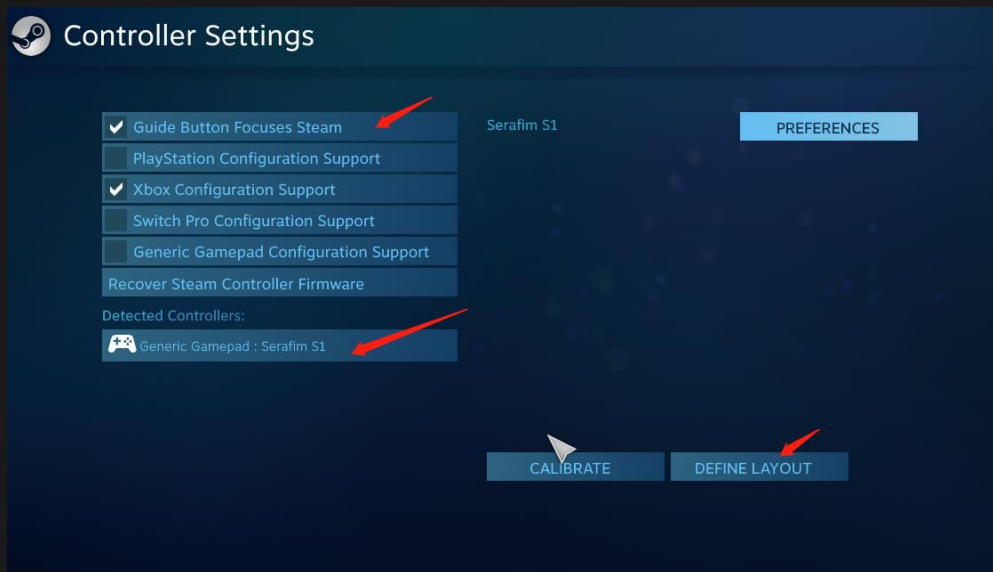 Controller Settings
Guide Button Focuses Steam
PlayStation Configuration Support
Xbox Configuration Support
Switch Pro Configuration Support
Generic Gamepad Configuration Support
Recover Steam Controller Firmware
Detected Controllers:
Generic Gamepad : Serafim S1
Serafim S1
PREFERENCES
CALIBRATE
DEFINE LAYOUT